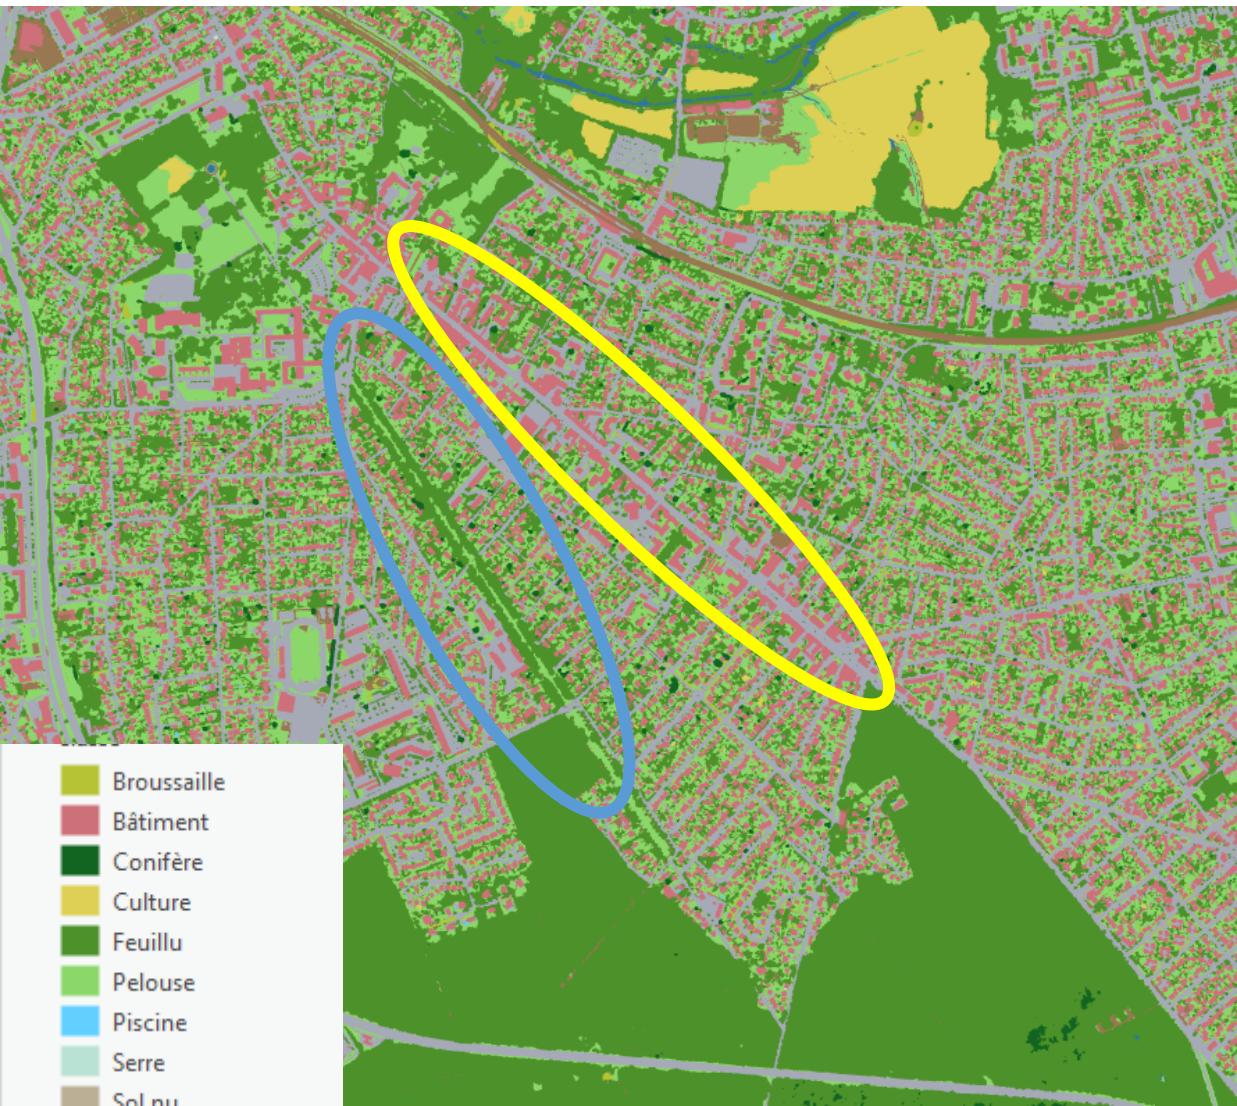 Broussaille
Bâtiment
Conifère
Culture
Feuillu
Pelouse
Piscine
Serre
Sol nu